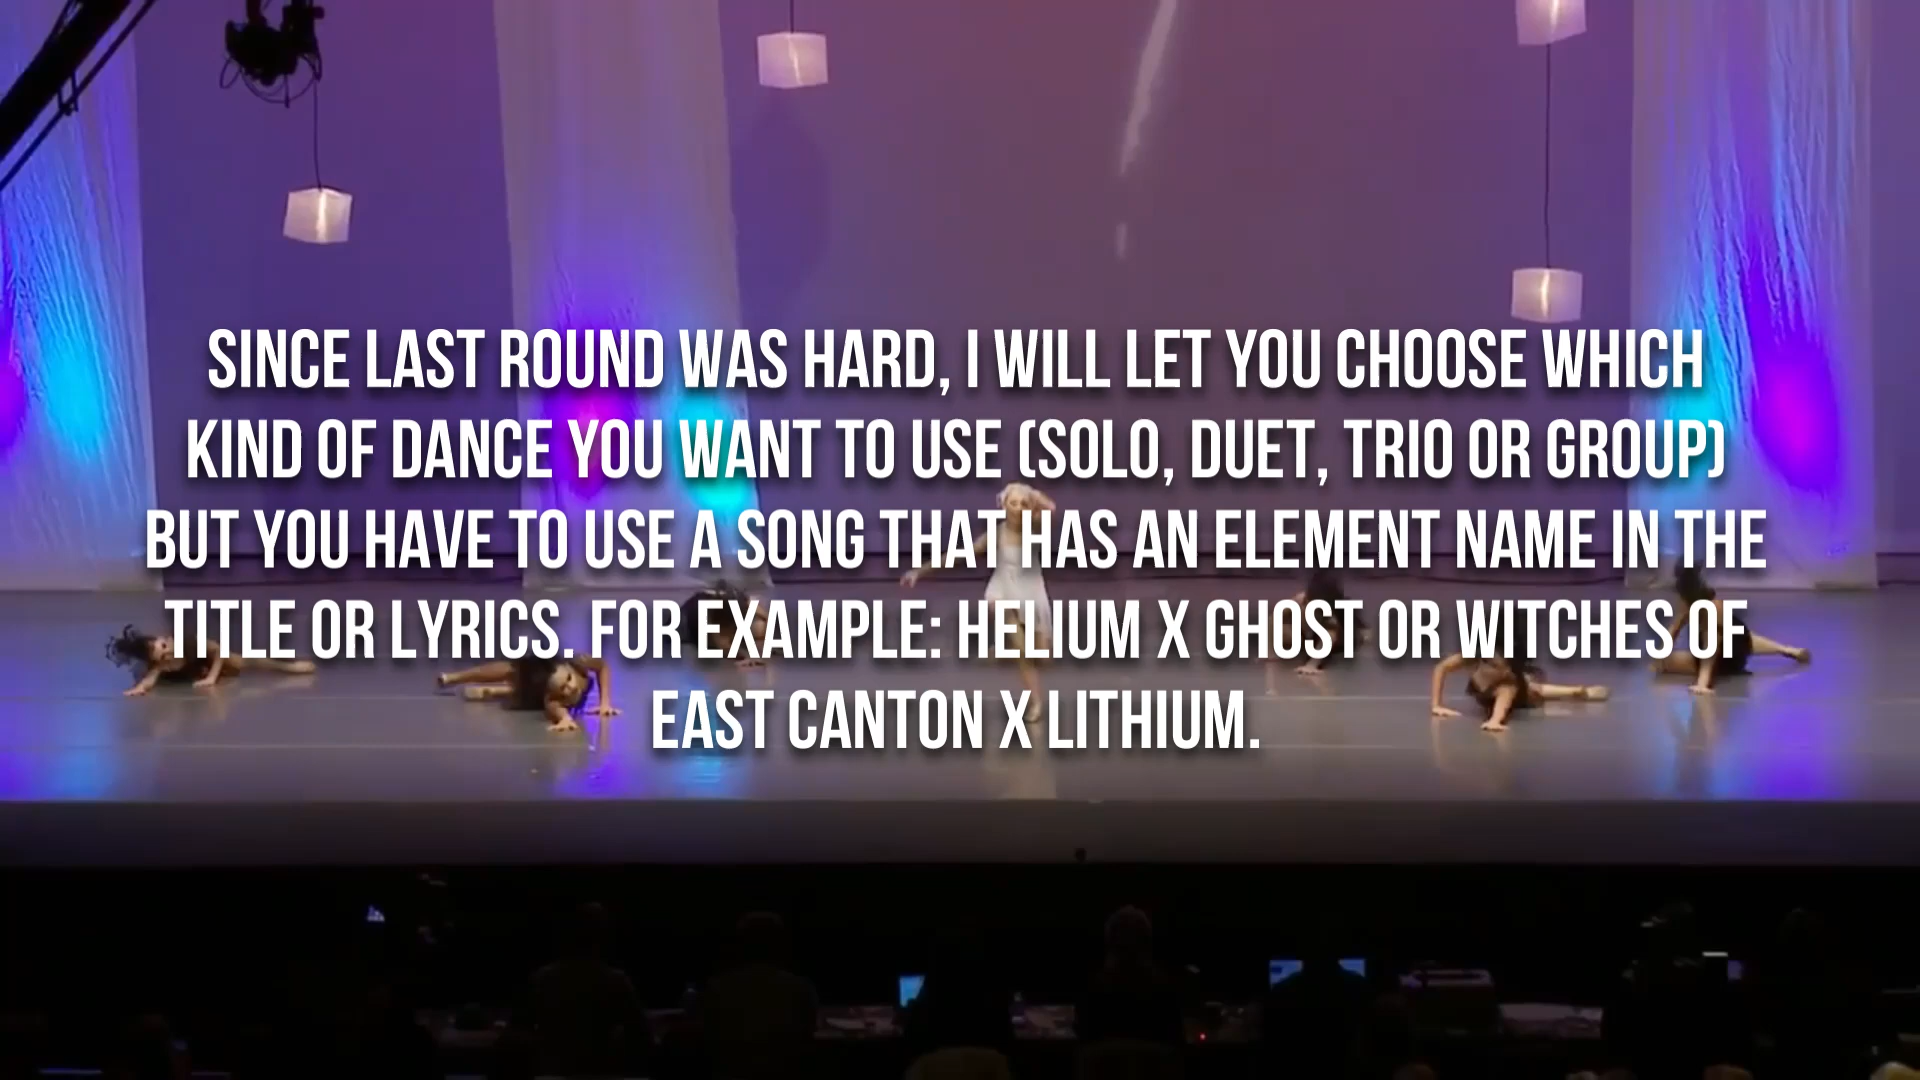 SINCE LAST ROUND WAS HARD, I WILL LET YOU CHOOSE WHICH
KIND OF DANCE YOU WANT TO USE (SOLO, DUET, TRIO OR GROUP)
BUT YOU HAVE TO USE A SONG THAT HAS AN ELEMENT NAME IN THE
TITLE OR LYRICS. FOR EXAMPLE: HELIUM X GHOST OR WITCHES OF
EAST CANTON X LITHIUM.